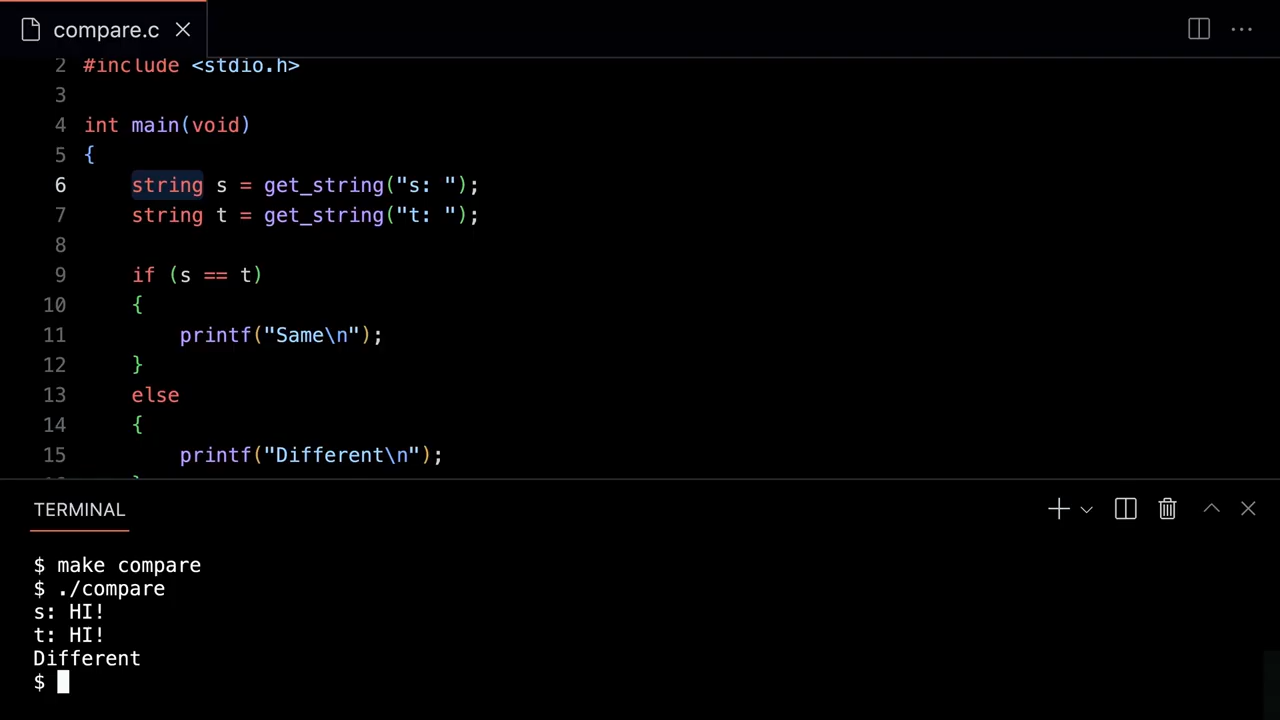 compare.c
2 #include <stdio.h>
3
4 int main(void)
5 {
6     string s = get_string("s: ");
7     string t = get_string("t: ");
8
9     if (s == t)
10     {
11         printf("Same\n");
12     }
13     else
14     {
15         printf("Different\n");
TERMINAL
$ make compare
$ ./compare
s: HI!
t: HI!
Different
$